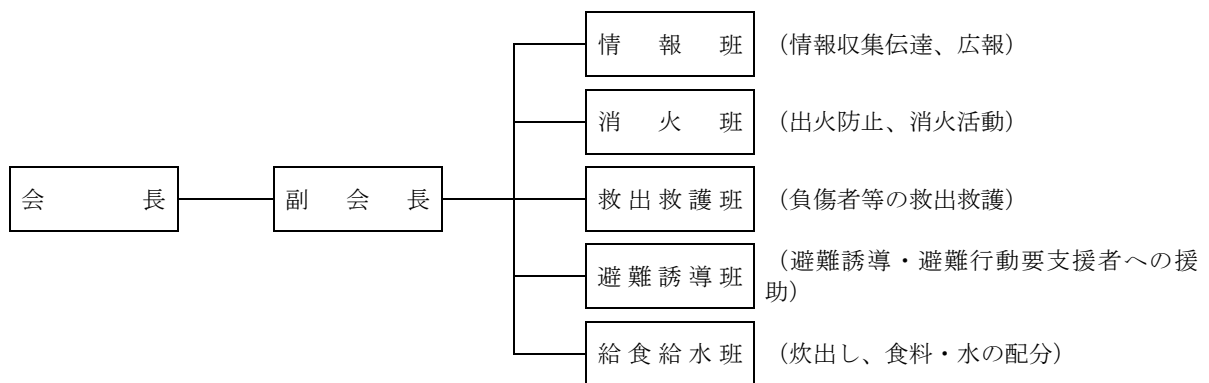 情報班 (情報収集伝達、広報)
消火班 (出火防止、消火活動)
会長 副会長 救出救護班 (負傷者等の救出救護)
避難誘導班 (避難誘導・避難行動要支援者への援
助)
給食給水班 (炊出し、食料・水の配分)